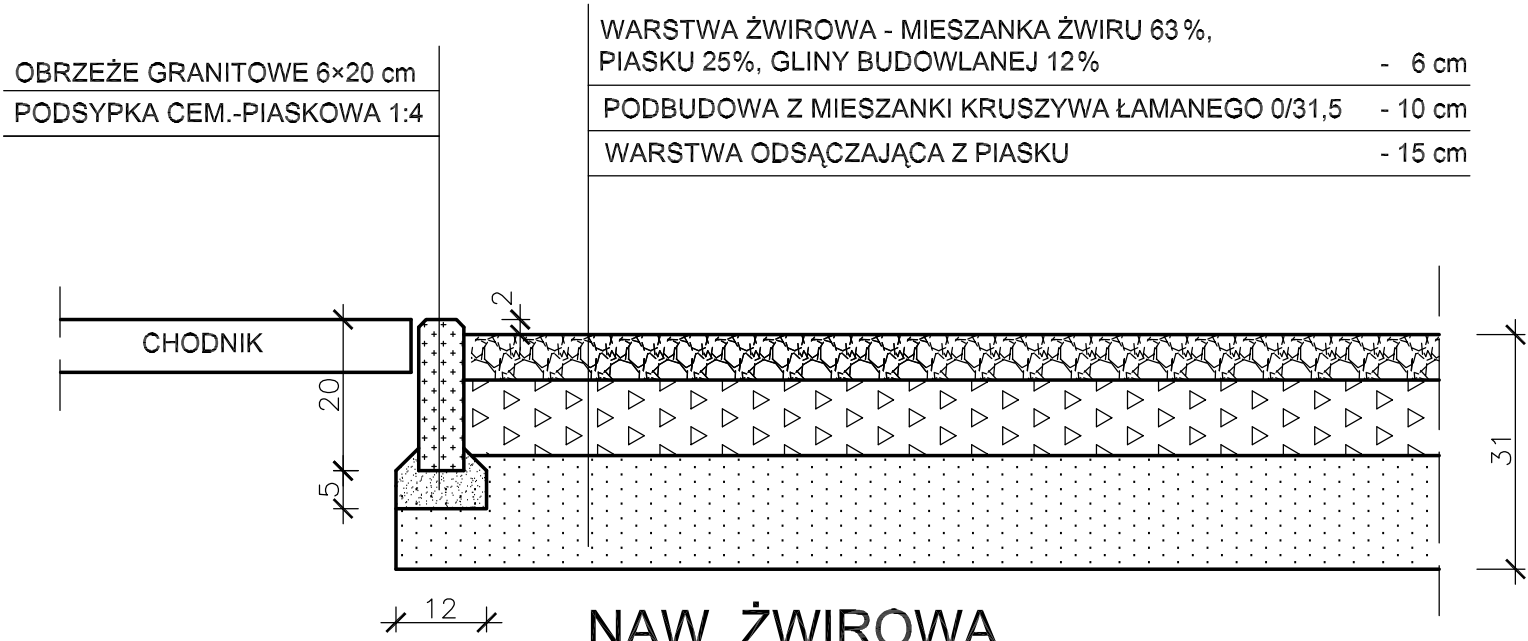 OBRZEŻE GRANITOWE 6×20 cm
PODSYPKA CEM.-PIASKOWA 1:4
WARSTWA ŻWIROWA - MIESZANKA ŻWIRU 63%,
PIASKU 25%, GLINY BUDOWLANEJ 12% - 6 cm
PODBUDOWA Z MIESZANKI KRUSZYWA ŁAMANEGO 0/31,5 - 10 cm
WARSTWA ODSĄCZAJĄCA Z PIASKU - 15 cm
2
CHODNIK
20
31
5
12
NAW. ŻWIROWA